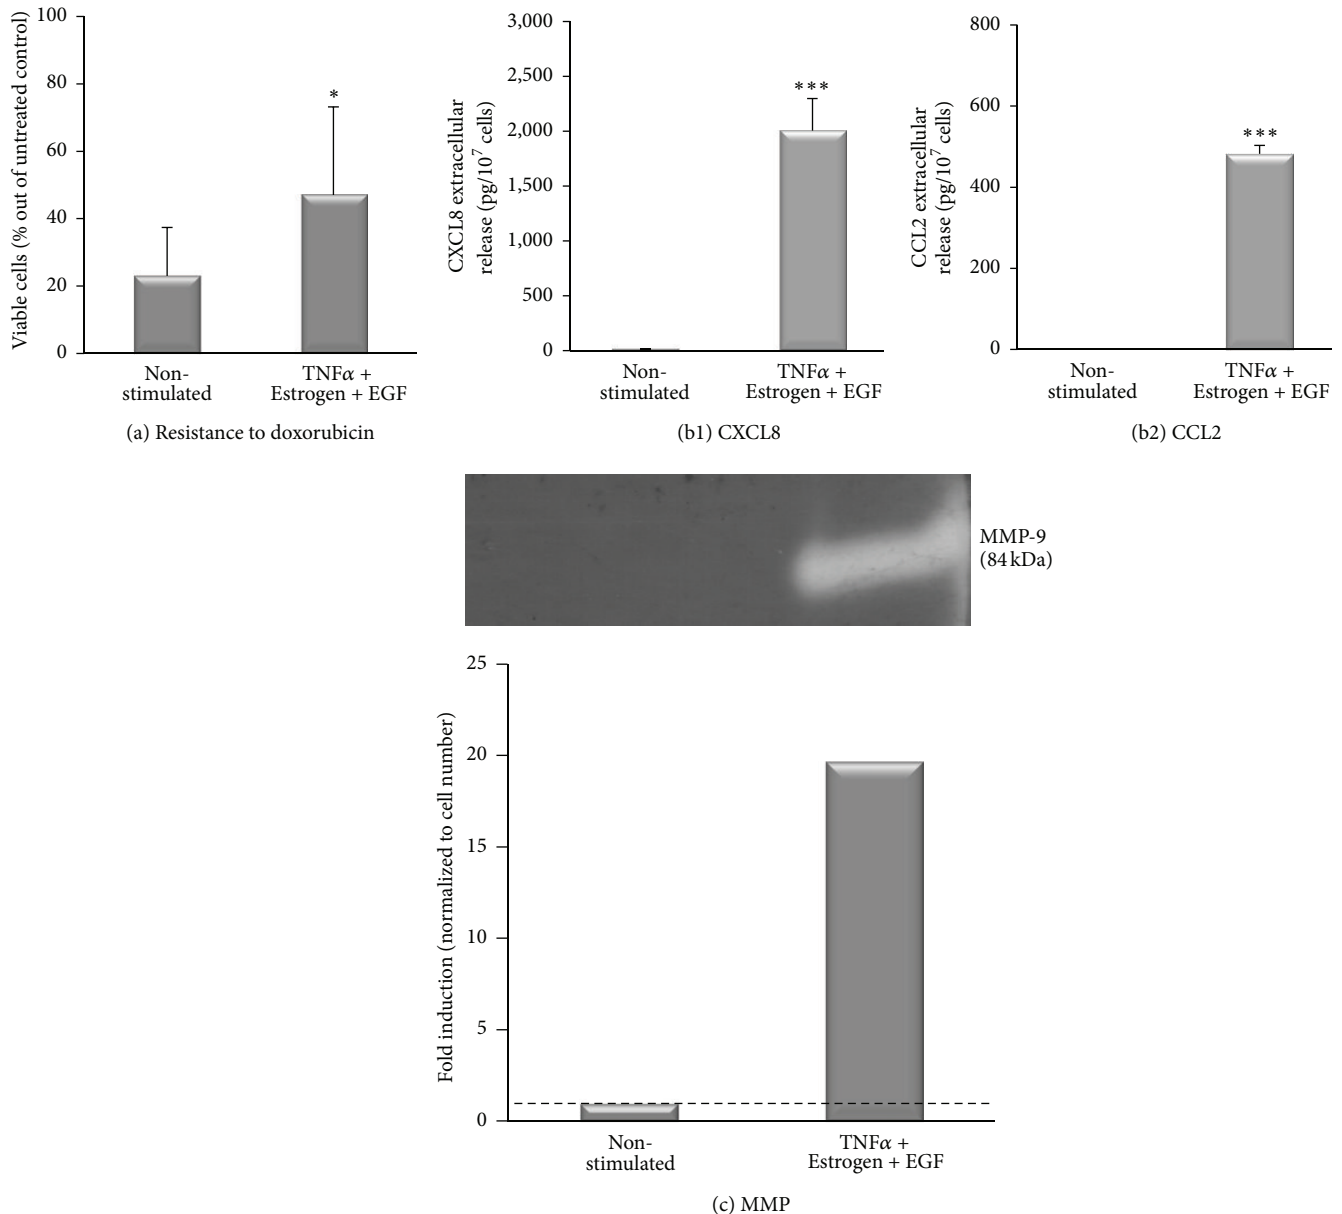 Viable cells (% out of untreated control)
100
80
60
40
20
0
*
Non-
stimulated
TNFα +
Estrogen + EGF
(a) Resistance to doxorubicin
CXCL8 extracellular
release (pg/10⁷ cells)
3,000
2,500
2,000
1,500
1,000
500
0
***
Non-
stimulated
TNFα +
Estrogen + EGF
(b1) CXCL8
CCL2 extracellular
release (pg/10⁷ cells)
800
600
400
200
0
***
Non-
stimulated
TNFα +
Estrogen + EGF
(b2) CCL2
MMP-9
(84 kDa)
Fold induction (normalized to cell number)
25
20
15
10
5
0
Non-
stimulated
TNFα +
Estrogen + EGF
(c) MMP